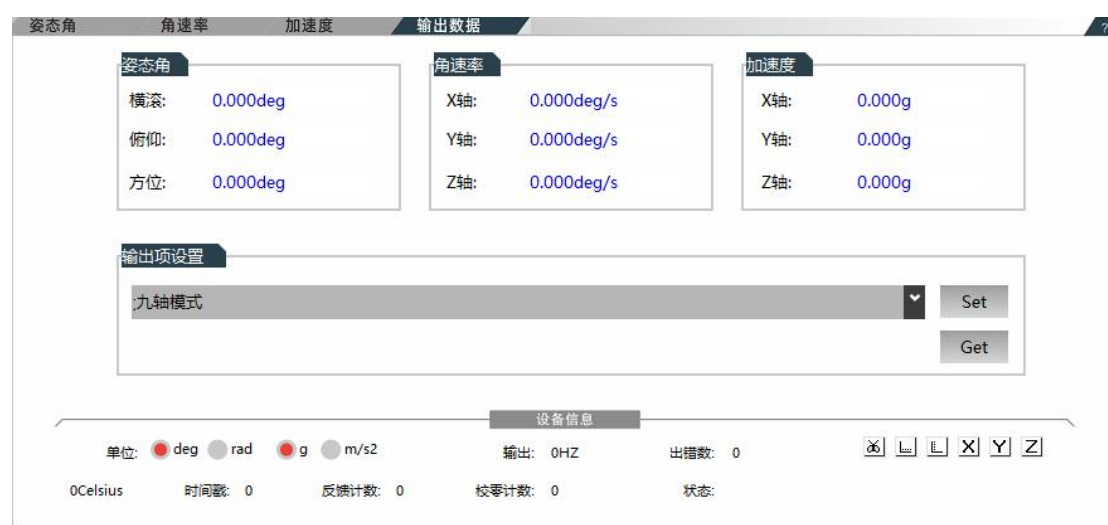 姿态角 角速率 加速度 输出数据 ?
姿态角 角速率 加速度
横滚: 0.000deg X轴: 0.000deg/s X轴: 0.000g
俯仰: 0.000deg Y轴: 0.000deg/s Y轴: 0.000g
方位: 0.000deg Z轴: 0.000deg/s Z轴: 0.000g
输出项设置
;九轴模式 Set
Get
设备信息
单位: deg rad g m/s2 输出: 0HZ 出错数: 0 X Y Z
0Celsius 时间戳: 0 反馈计数: 0 校零计数: 0 状态: